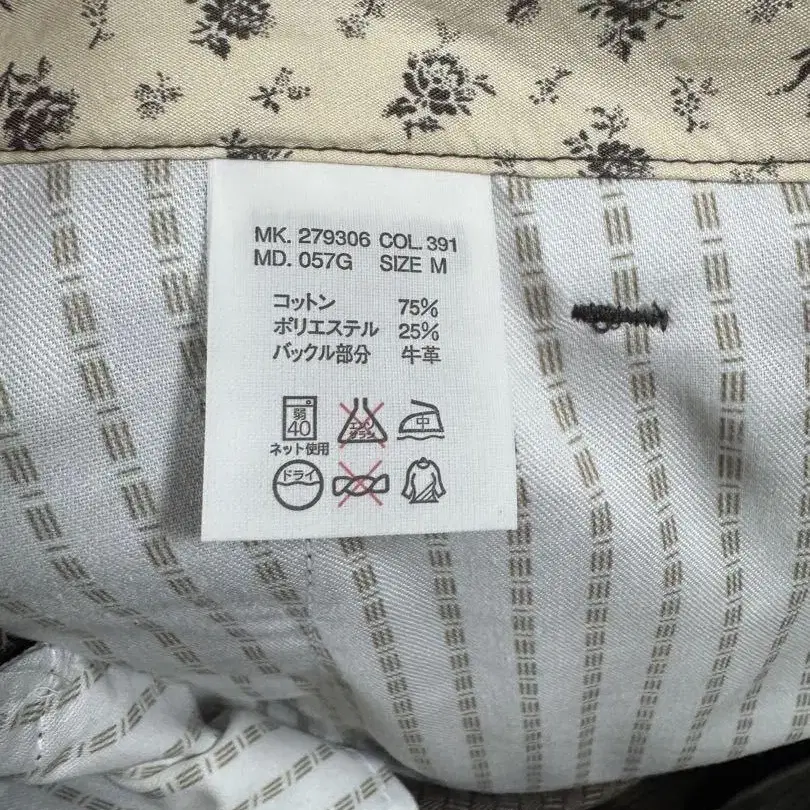 MK. 279306 COL. 391
MD. 057G SIZE M
コットン 75%
ポリエステル 25%
バックル部分 牛革
弱
40
エンソ
サラシ
中
ネット使用
ドライ